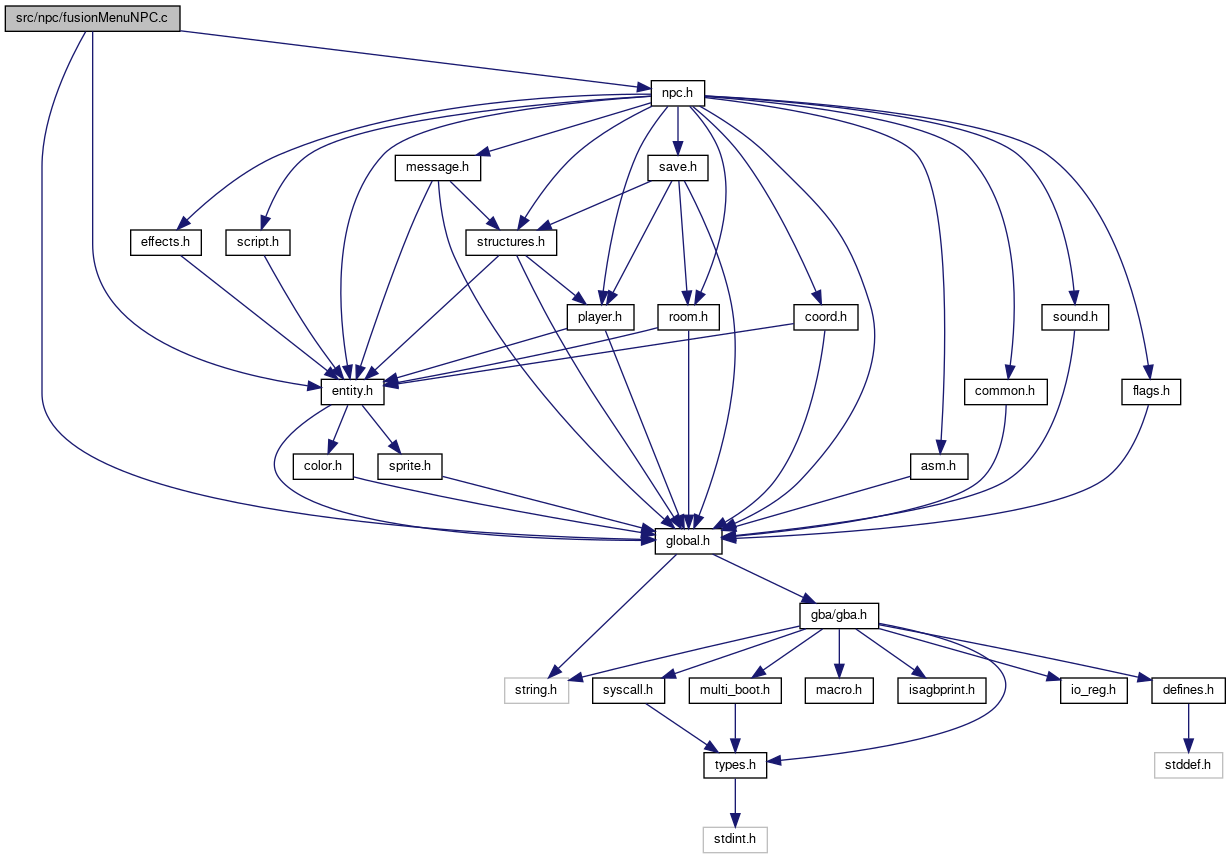 src/npc/fusionMenuNPC.c
npc.h
message.h
save.h
effects.h
script.h
structures.h
player.h
room.h
coord.h
sound.h
entity.h
common.h
flags.h
color.h
sprite.h
asm.h
global.h
gba/gba.h
string.h
syscall.h
multi_boot.h
macro.h
isagbprint.h
io_reg.h
defines.h
types.h
stddef.h
stdint.h